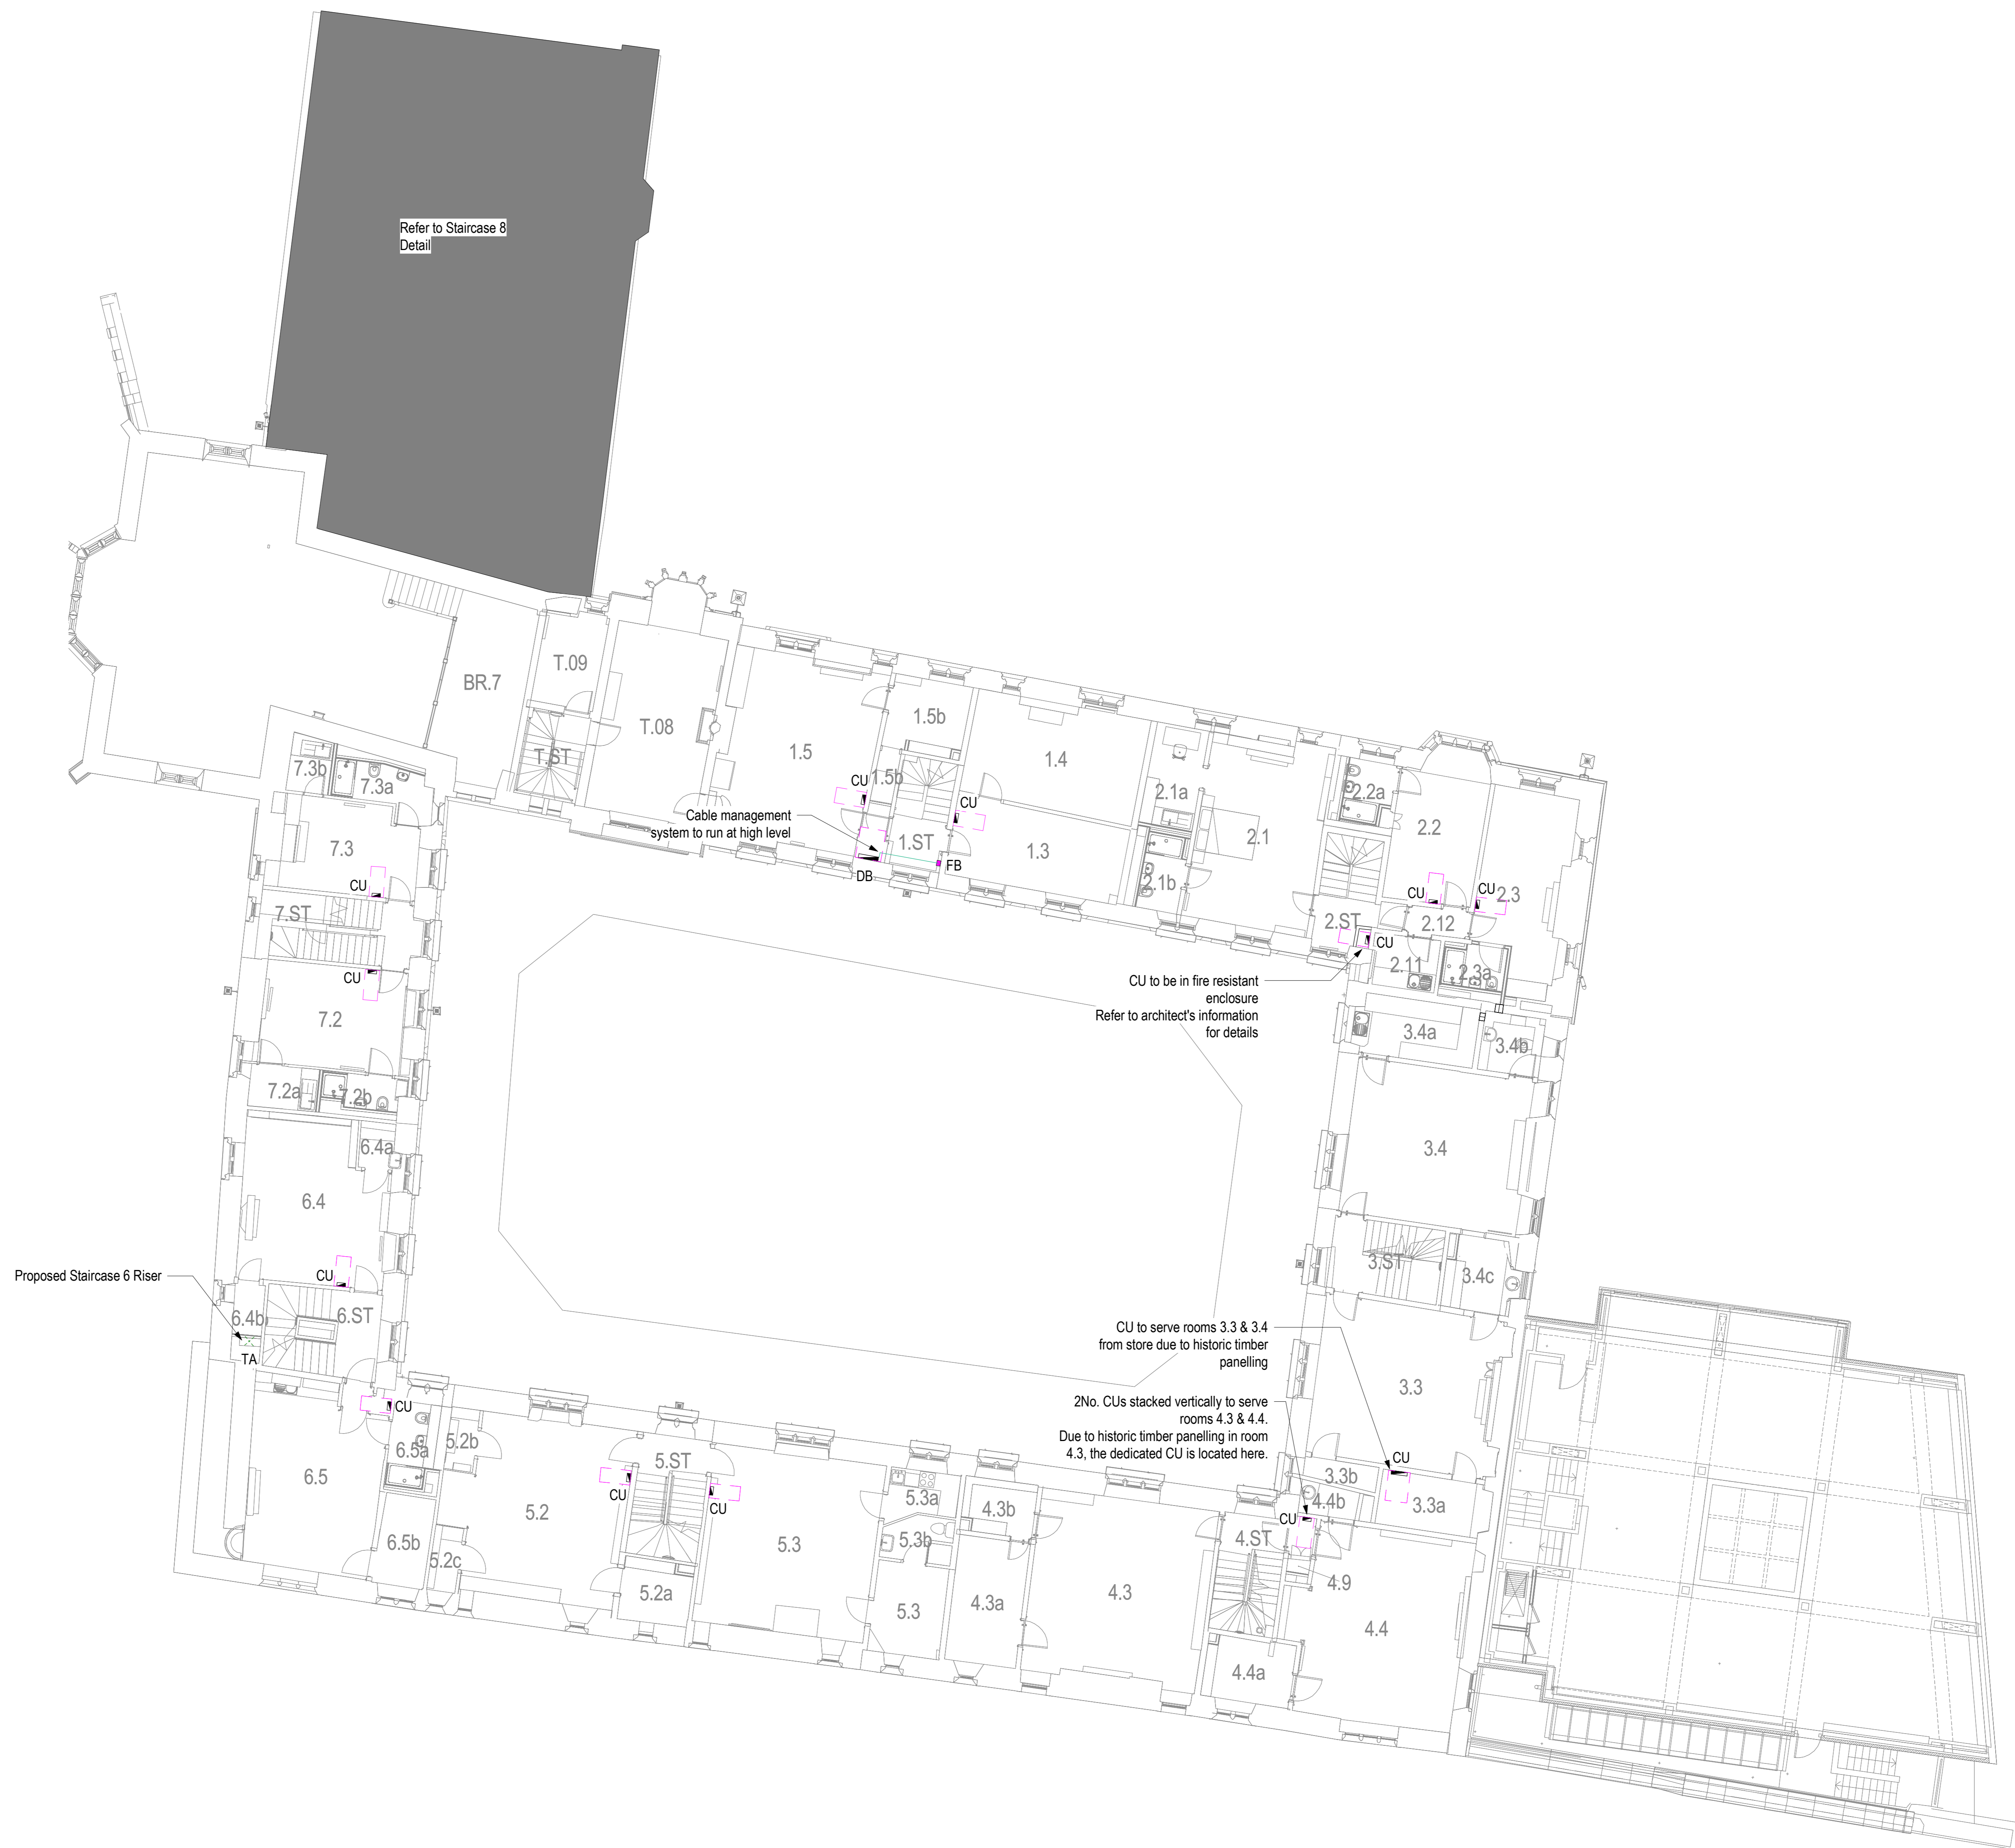 Refer to Staircase 8
Detail
T.09
BR.7
T.08
T.ST
1.5
1.5b
1.5b
1.4
CU
CU
Cable management
system to run at high level
1.ST
1.3
DB
FB
2.1a
2.1
2.1b
2.2a
2.2
2.3
CU
CU
2.ST
2.12
CU
2.11
2.3a
7.3b
7.3a
7.3
CU
7.ST
CU
7.2
7.2a
7.2b
CU to be in fire resistant
enclosure
Refer to architect's information
for details
3.4a
3.4b
3.4
6.4a
6.4
Proposed Staircase 6 Riser
CU
6.4b
6.ST
TA
3.ST
3.4c
CU to serve rooms 3.3 & 3.4
from store due to historic timber
panelling
3.3
2No. CUs stacked vertically to serve
rooms 4.3 & 4.4.
Due to historic timber panelling in room
4.3, the dedicated CU is located here.
CU
6.5a
6.5
6.5b
5.2b
5.2
5.2c
CU
5.ST
CU
5.2a
5.3
5.3a
5.3b
5.3
4.3b
4.3a
4.3
3.3b
CU
3.3a
4.4b
CU
4.ST
4.9
4.4
4.4a